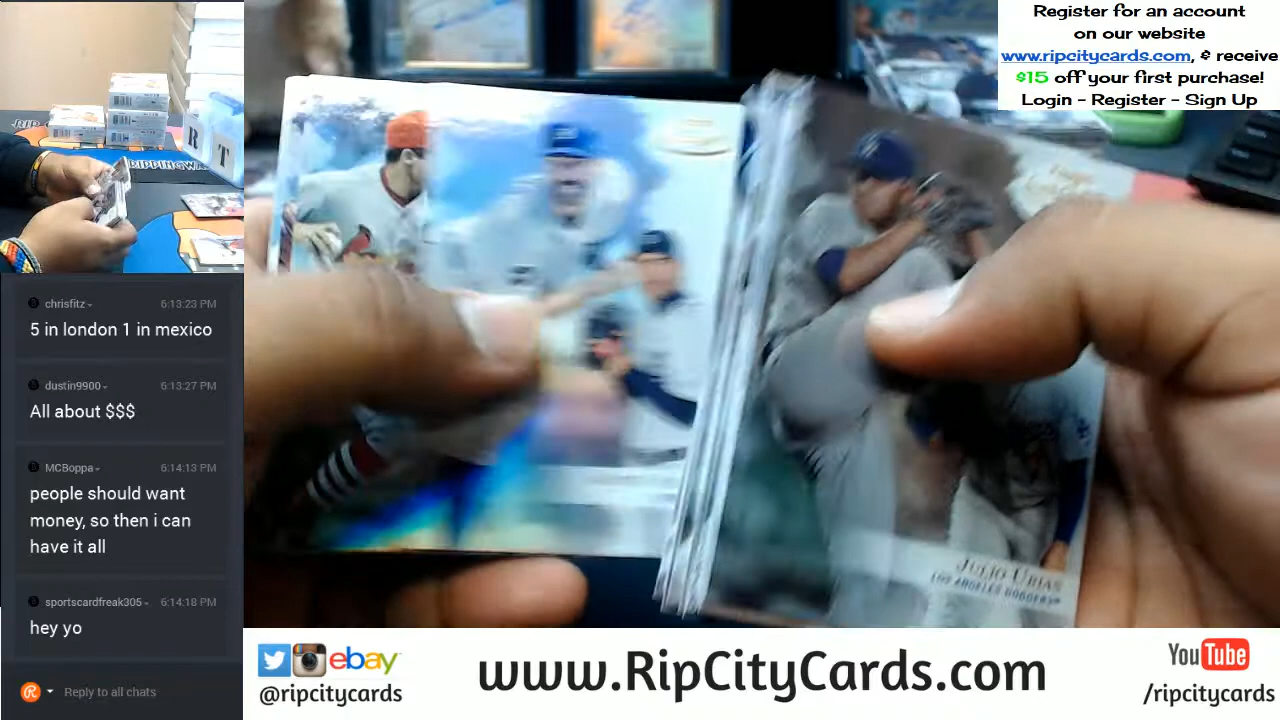 Register for an account
on our website
www.ripcitycards.com, & receive
$15 off your first purchase!
Login - Register - Sign Up
RIPPINGWA
R
T
chrisfitz
6:13:23 PM
5 in london 1 in mexico
dustin9900
6:13:27 PM
All about $$$
MCBoppa
6:14:13 PM
people should want
money, so then i can
have it all
sportscardfreak305
6:14:18 PM
hey yo
Reply to all chats
JULIO URIAS
LOS ANGELES DODGERS
ebay
@ripcitycards
www.RipCityCards.com
YouTube
/ripcitycards